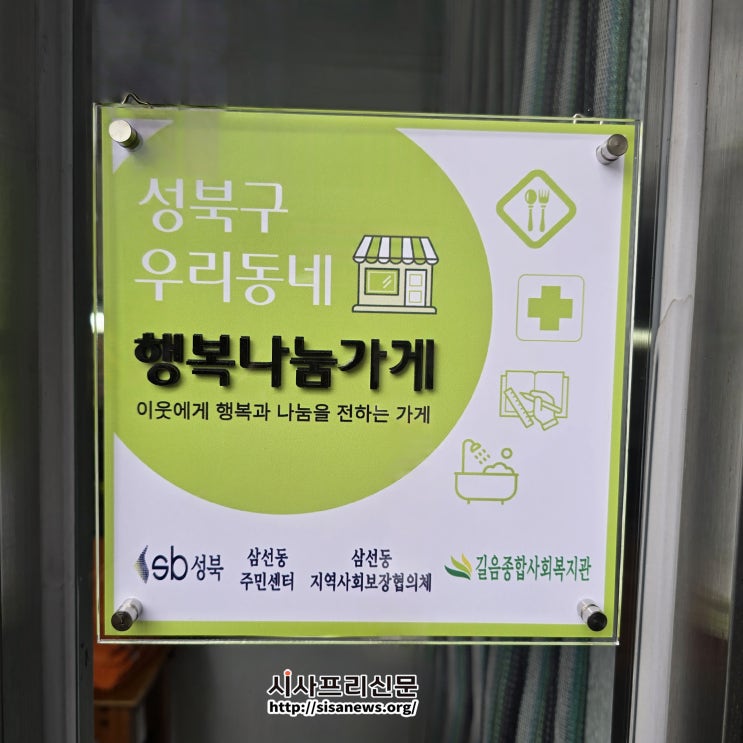 성북구
우리동네
행복나눔가게
이웃에게 행복과 나눔을 전하는 가게
sb성북
삼선동
주민센터
삼선동
지역사회보장협의체
길음종합사회복지관
시사프리신문
http://sisanews.org/